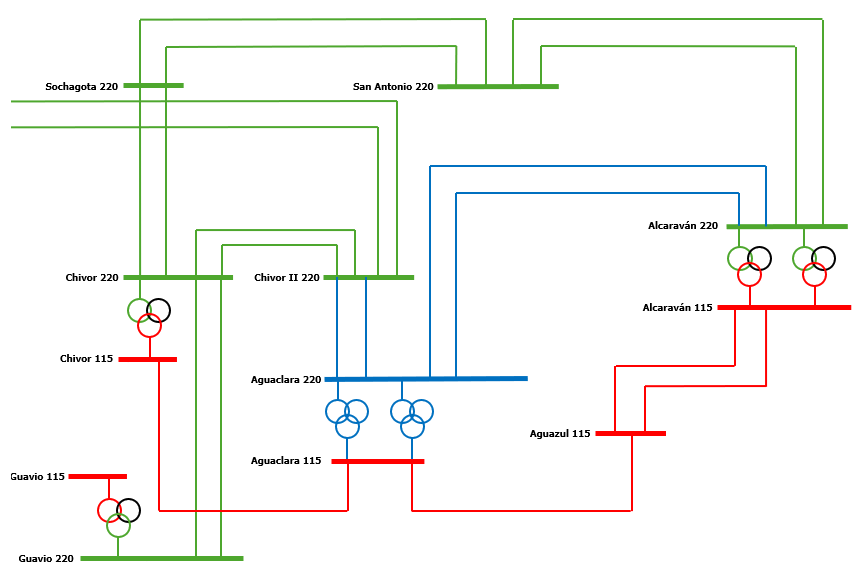 Sochagota 220
San Antonio 220
Alcaraván 220
Chivor 220
Chivor II 220
Alcaraván 115
Chivor 115
Aguaclara 220
Aguazul 115
Aguaclara 115
Guavio 115
Guavio 220